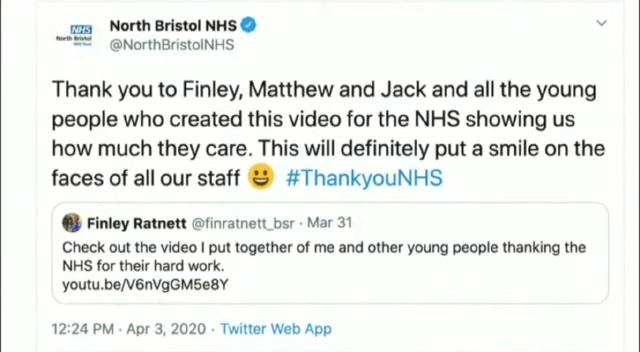 NHS
North Bristol
NHS Trust
North Bristol NHS
@NorthBristolNHS
Thank you to Finley, Matthew and Jack and all the young
people who created this video for the NHS showing us
how much they care. This will definitely put a smile on the
faces of all our staff 😀 #ThankyouNHS
Finley Ratnett @finratnett_bsr · Mar 31
Check out the video I put together of me and other young people thanking the
NHS for their hard work.
youtu.be/V6nVgGM5e8Y
12:24 PM · Apr 3, 2020 · Twitter Web App